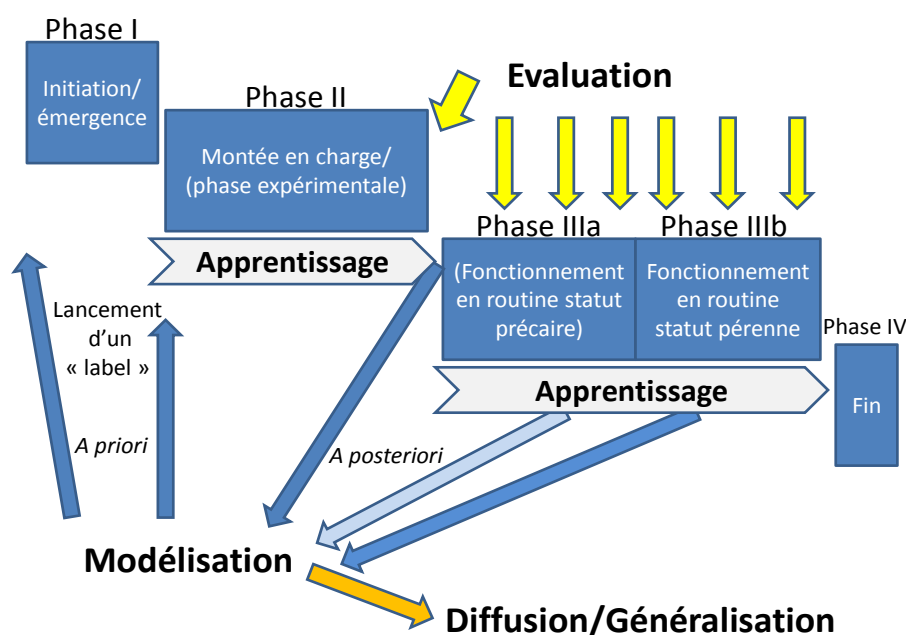 Phase I
Initiation/
émergence
Phase II
Montée en charge/
(phase expérimentale)
Evaluation
Apprentissage
Phase IIIa
(Fonctionnement
en routine statut
précaire)
Phase IIIb
Fonctionnement
en routine
statut pérenne
Phase IV
Fin
Apprentissage
Lancement
d’un
« label »
A priori
A posteriori
Modélisation
Diffusion/Généralisation